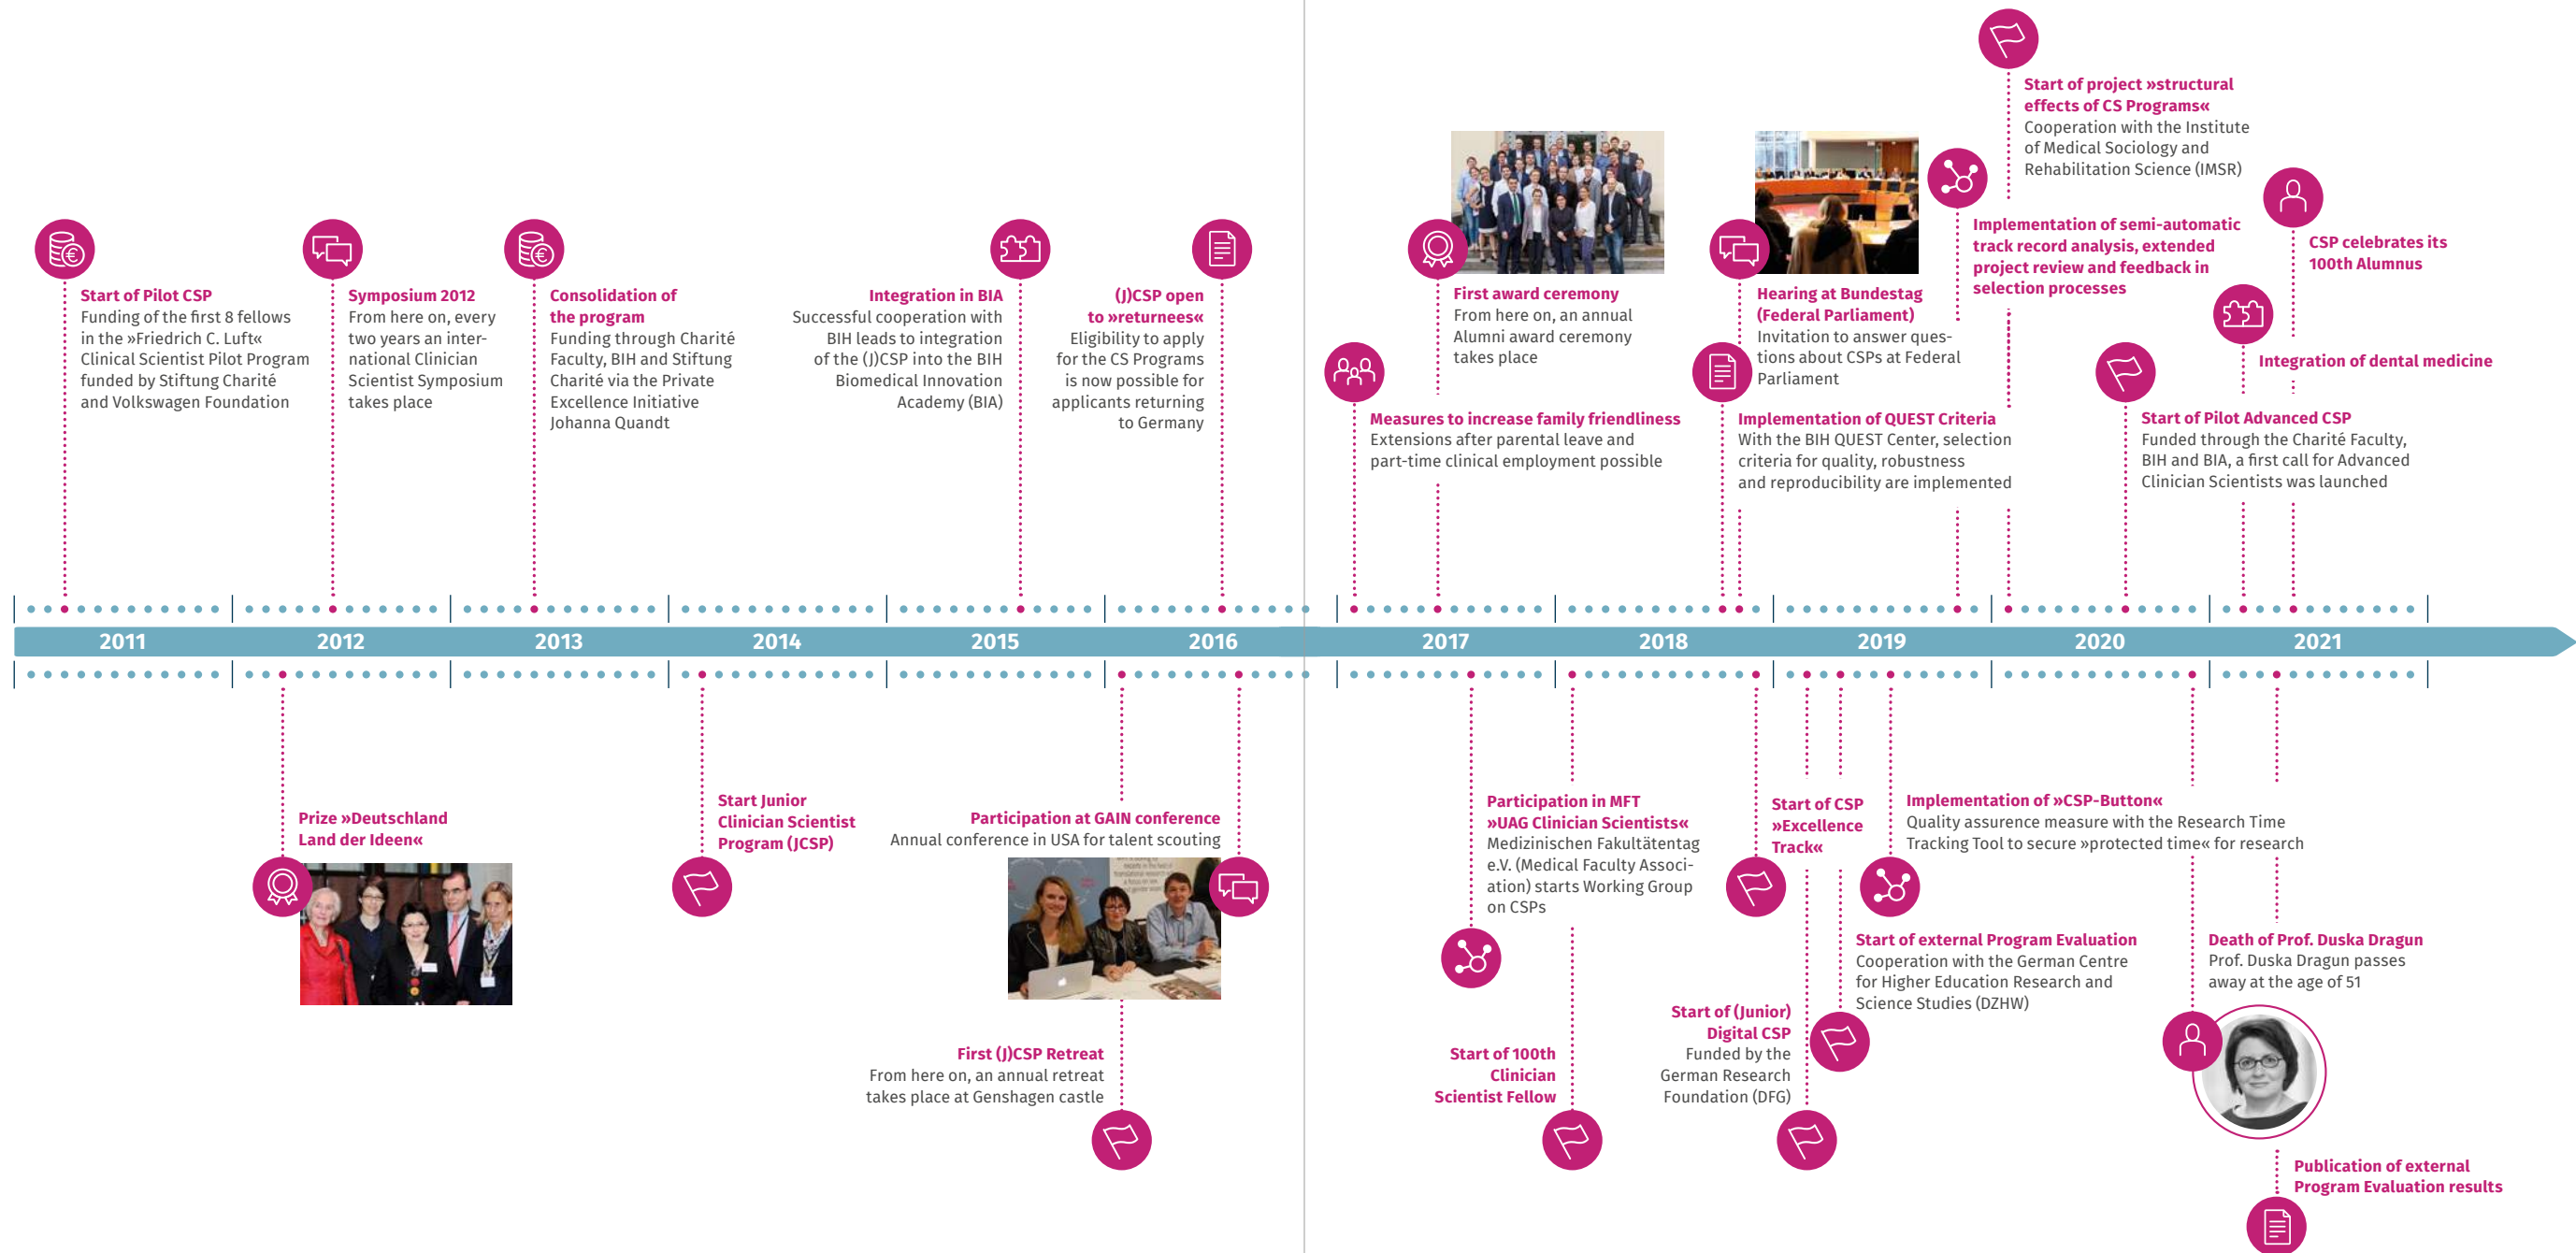 Start of Pilot CSP
Funding of the first 8 fellows
in the »Friedrich C. Luft«
Clinical Scientist Pilot Program
funded by Stiftung Charité
and Volkswagen Foundation
Symposium 2012
From here on, every
two years an inter-
national Clinician
Scientist Symposium
takes place
Consolidation of
the program
Funding through Charité
Faculty, BIH and Stiftung
Charité via the Private
Excellence Initiative
Johanna Quandt
Integration in BIA
Successful cooperation with
BIH leads to integration
of the (J)CSP into the BIH
Biomedical Innovation
Academy (BIA)
(J)CSP open
to »returnees«
Eligibility to apply
for the CS Programs
is now possible for
applicants returning
to Germany
Measures to increase family friendliness
Extensions after parental leave and
part-time clinical employment possible
First award ceremony
From here on, an annual
Alumni award ceremony
takes place
Implementation of QUEST Criteria
With the BIH QUEST Center, selection
criteria for quality, robustness
and reproducibility are implemented
Hearing at Bundestag
(Federal Parliament)
Invitation to answer ques-
tions about CSPs at Federal
Parliament
Implementation of semi-automatic
track record analysis, extended
project review and feedback in
selection processes
Start of project »structural
effects of CS Programs«
Cooperation with the Institute
of Medical Sociology and
Rehabilitation Science (IMSR)
Start of Pilot Advanced CSP
Funded through the Charité Faculty,
BIH and BIA, a first call for Advanced
Clinician Scientists was launched
Integration of dental medicine
CSP celebrates its
100th Alumnus
2011
2012
2013
2014
2015
2016
2017
2018
2019
2020
2021
Prize »Deutschland
Land der Ideen«
Start Junior
Clinician Scientist
Program (JCSP)
Participation at GAIN conference
Annual conference in USA for talent scouting
First (J)CSP Retreat
From here on, an annual retreat
takes place at Genshagen castle
Participation in MFT
»UAG Clinician Scientists«
Medizinischen Fakultätentag
e.V. (Medical Faculty Associ-
ation) starts Working Group
on CSPs
Start of 100th
Clinician
Scientist Fellow
Start of CSP
»Excellence
Track«
Start of (Junior)
Digital CSP
Funded by the
German Research
Foundation (DFG)
Start of external Program Evaluation
Cooperation with the German Centre
for Higher Education Research and
Science Studies (DZHW)
Implementation of »CSP-Button«
Quality assurence measure with the Research Time
Tracking Tool to secure »protected time« for research
Death of Prof. Duska Dragun
Prof. Duska Dragun passes
away at the age of 51
Publication of external
Program Evaluation results